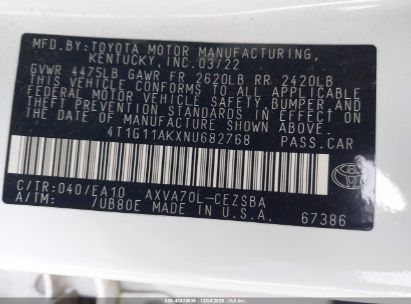 MFD.BY:TOYOTA MOTOR MANUFACTURING,
KENTUCKY, INC. 03/22
GVWR 4475LB GAWR FR 2620LB RR 2420LB
THIS VEHICLE CONFORMS TO ALL APPLICABLE
FEDERAL MOTOR VEHICLE SAFETY, BUMPER, AND
THEFT PREVENTION STANDARDS IN EFFECT ON
THE DATE OF MANUFACTURE SHOWN ABOVE.
4T1G11AKXNU682768 PASS.CAR
C/TR:040/EA10 AXVA70L-CEZSBA
A/TM: /UB80E MADE IN U.S.A.
67386
TOYOTA